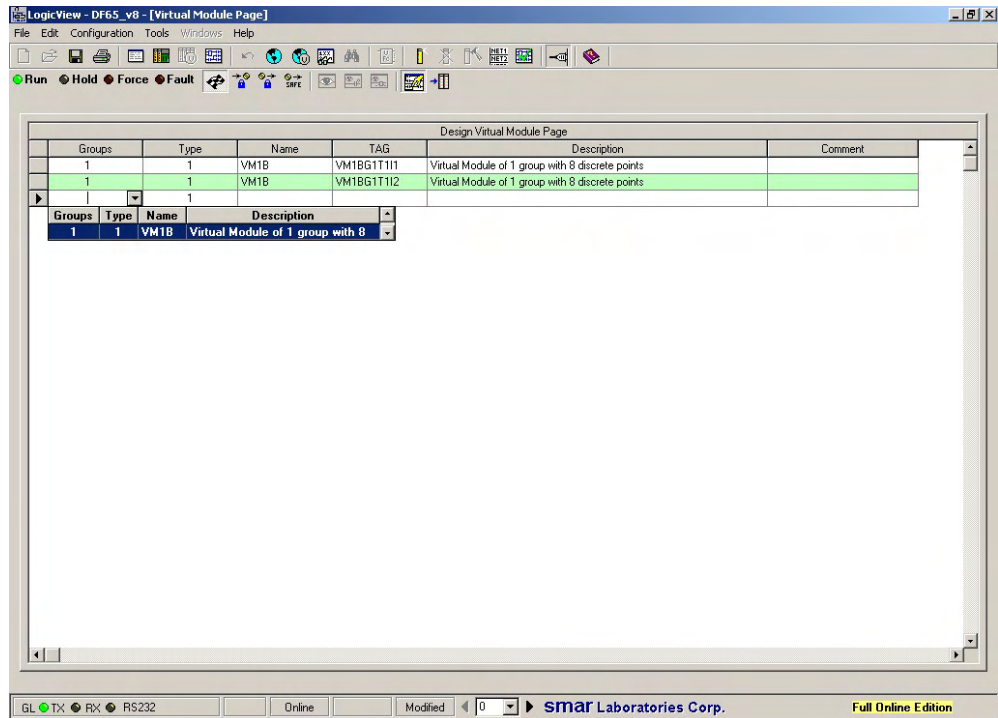 LogicView - DF65_v8 - [Virtual Module Page]
File Edit Configuration Tools Windows Help
Run Hold Force Fault SAFE
Design Virtual Module Page
Groups Type Name TAG Description Comment
1 1 VM1B VM1BG1T1I1 Virtual Module of 1 group with 8 discrete points
1 1 VM1B VM1BG1T1I2 Virtual Module of 1 group with 8 discrete points
1
Groups Type Name Description
1 1 VM1B Virtual Module of 1 group with 8
GL TX RX RS232 Online Modified 0 smar Laboratories Corp. Full Online Edition